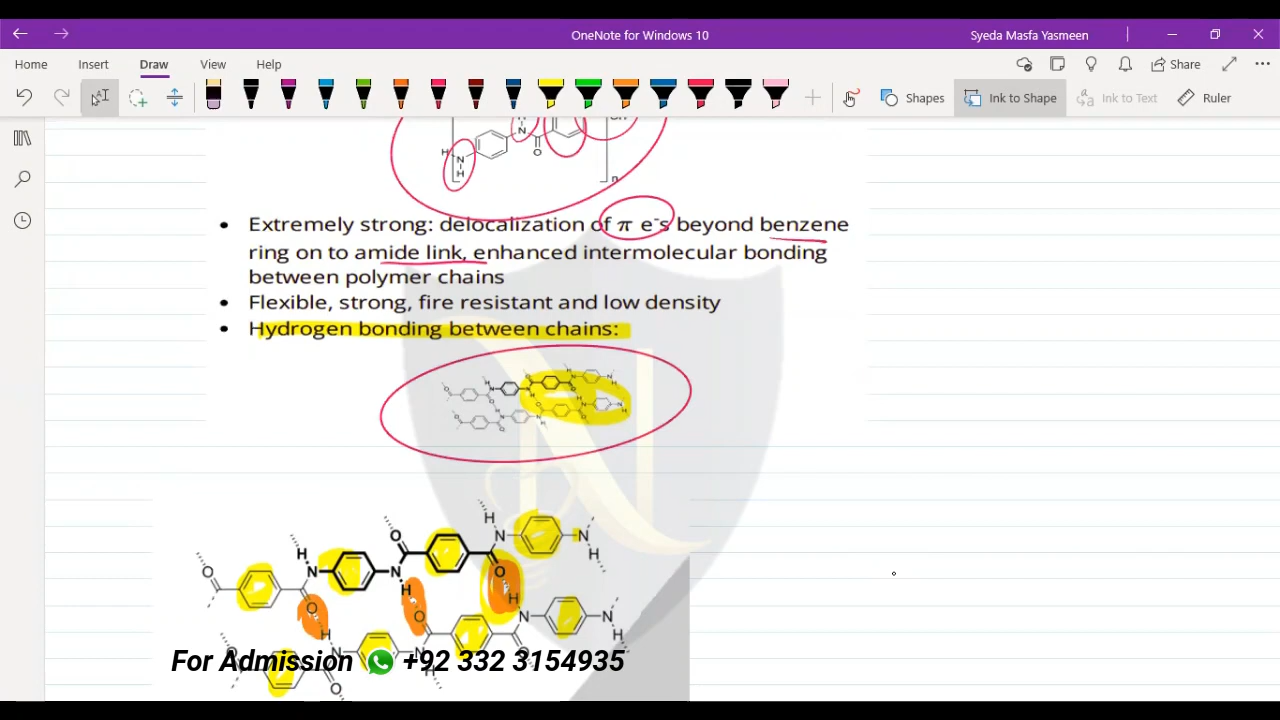 OneNote for Windows 10
Syeda Masfa Yasmeen
Home Insert Draw View Help
Share
Shapes Ink to Shape Ink to Text Ruler
H N H
H N
O
n
• Extremely strong: delocalization of π e⁻s beyond benzene
ring on to amide link, enhanced intermolecular bonding
between polymer chains
• Flexible, strong, fire resistant and low density
• Hydrogen bonding between chains:
For Admission +92 332 3154935